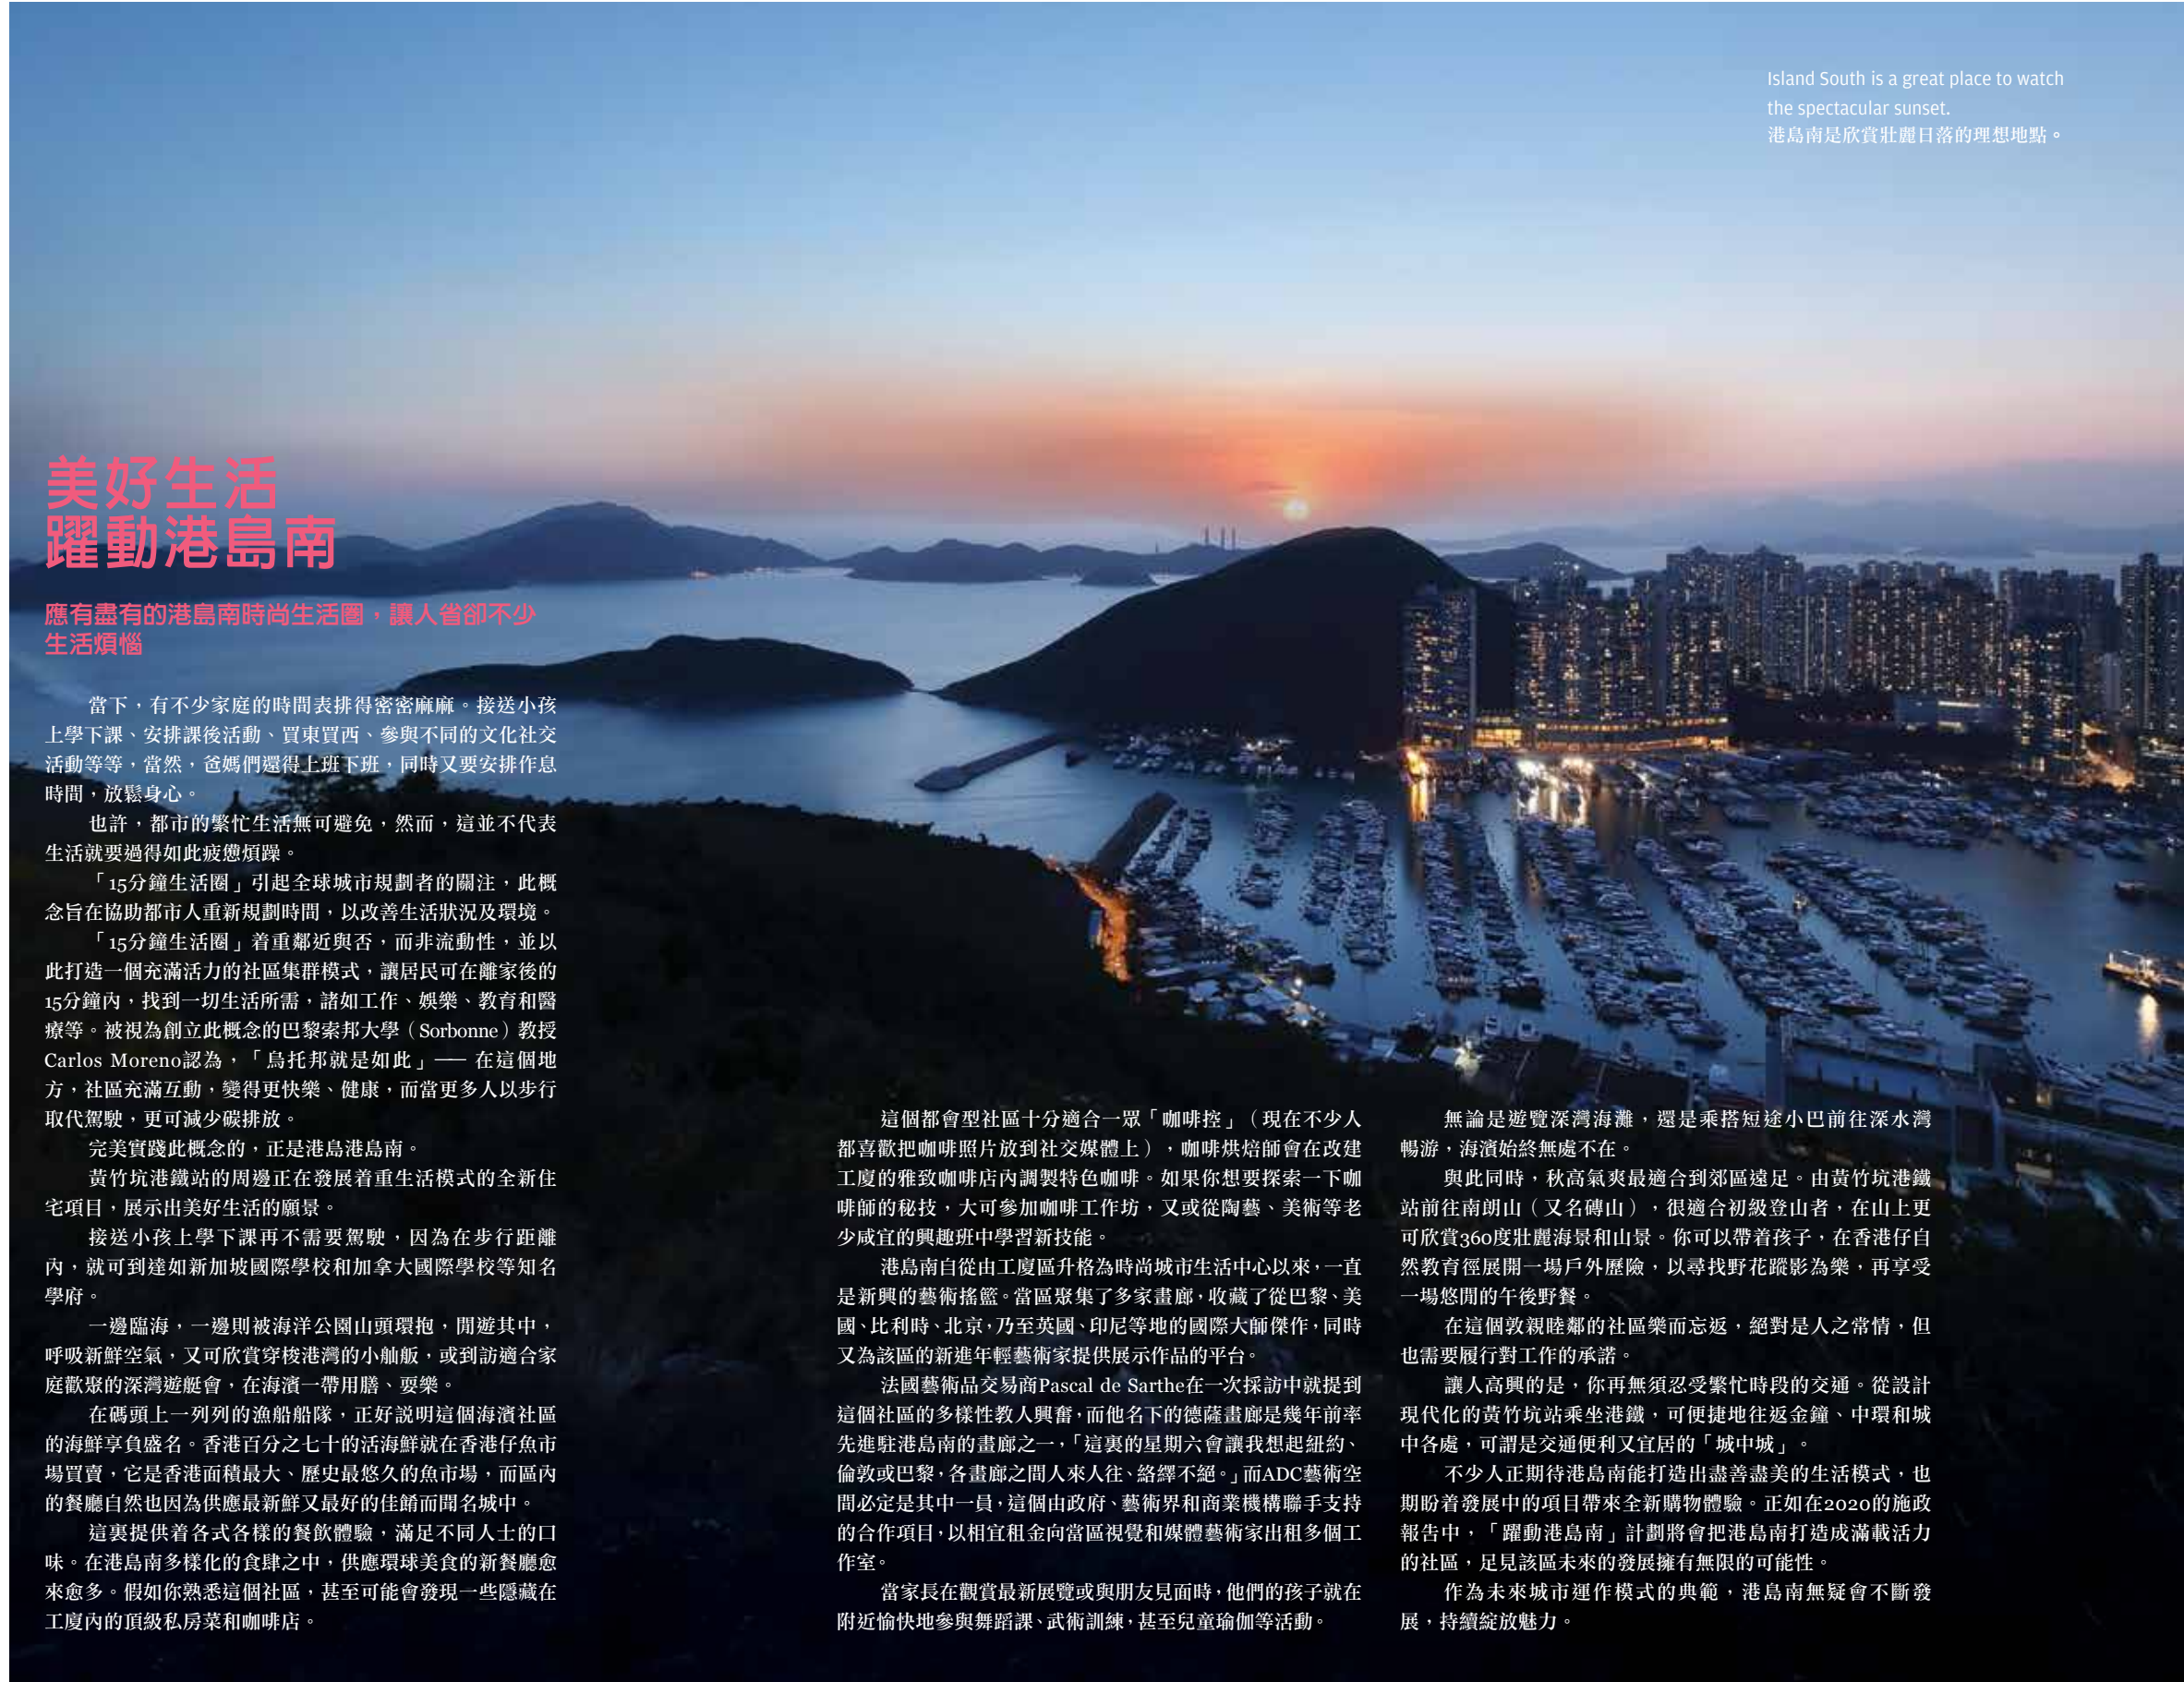 Island South is a great place to watch
the spectacular sunset.
港島南是欣賞壯麗日落的理想地點。
美好生活
躍動港島南
應有盡有的港島南時尚生活圈，讓人省卻不少
生活煩惱
當下，有不少家庭的時間表排得密密麻麻。接送小孩
上學下課、安排課後活動、買東買西、參與不同的文化社交
活動等等，當然，爸媽們還得上班下班，同時又要安排作息
時間，放鬆身心。
也許，都市的繁忙生活無可避免，然而，這並不代表
生活就要過得如此疲憊煩躁。
「15分鐘生活圈」引起全球城市規劃者的關注，此概
念旨在協助都市人重新規劃時間，以改善生活狀況及環境。
「15分鐘生活圈」着重鄰近與否，而非流動性，並以
此打造一個充滿活力的社區集群模式，讓居民可在離家後的
15分鐘內，找到一切生活所需，諸如工作、娛樂、教育和醫
療等。被視為創立此概念的巴黎索邦大學（Sorbonne）教授
Carlos Moreno認為，「烏托邦就是如此」── 在這個地
方，社區充滿互動，變得更快樂、健康，而當更多人以步行
取代駕駛，更可減少碳排放。
完美實踐此概念的，正是港島港島南。
黃竹坑港鐵站的周邊正在發展着重生活模式的全新住
宅項目，展示出美好生活的願景。
接送小孩上學下課再不需要駕駛，因為在步行距離
內，就可到達如新加坡國際學校和加拿大國際學校等知名
學府。
一邊臨海，一邊則被海洋公園山頭環抱，閒遊其中，
呼吸新鮮空氣，又可欣賞穿梭港灣的小舢舨，或到訪適合家
庭歡聚的深灣遊艇會，在海濱一帶用膳、耍樂。
在碼頭上一列列的漁船船隊，正好說明這個海濱社區
的海鮮享負盛名。香港百分之七十的活海鮮就在香港仔魚市
場買賣，它是香港面積最大、歷史最悠久的魚市場，而區內
的餐廳自然也因為供應最新鮮又最好的佳餚而聞名城中。
這裏提供着各式各樣的餐飲體驗，滿足不同人士的口
味。在港島南多樣化的食肆之中，供應環球美食的新餐廳愈
來愈多。假如你熟悉這個社區，甚至可能會發現一些隱藏在
工廈內的頂級私房菜和咖啡店。
這個都會型社區十分適合一眾「咖啡控」（現在不少人
都喜歡把咖啡照片放到社交媒體上），咖啡烘焙師會在改建
工廈的雅致咖啡店內調製特色咖啡。如果你想要探索一下咖
啡師的秘技，大可參加咖啡工作坊，又或從陶藝、美術等老
少咸宜的興趣班中學習新技能。
港島南自從由工廈區升格為時尚城市生活中心以來，一直
是新興的藝術搖籃。當區聚集了多家畫廊，收藏了從巴黎、美
國、比利時、北京，乃至英國、印尼等地的國際大師傑作，同時
又為該區的新進年輕藝術家提供展示作品的平台。
法國藝術品交易商Pascal de Sarthe在一次採訪中就提到
這個社區的多樣性教人興奮，而他名下的德薩畫廊是幾年前率
先進駐港島南的畫廊之一，「這裏的星期六會讓我想起紐約、
倫敦或巴黎，各畫廊之間人來人往、絡繹不絕。」而ADC藝術空
間必定是其中一員，這個由政府、藝術界和商業機構聯手支持
的合作項目，以相宜租金向當區視覺和媒體藝術家出租多個工
作室。
當家長在觀賞最新展覽或與朋友見面時，他們的孩子就在
附近愉快地參與舞蹈課、武術訓練，甚至兒童瑜伽等活動。
無論是遊覽深灣海灘，還是乘搭短途小巴前往深水灣
暢游，海濱始終無處不在。
與此同時，秋高氣爽最適合到郊區遠足。由黃竹坑港鐵
站前往南朗山（又名磚山），很適合初級登山者，在山上更
可欣賞360度壯麗海景和山景。你可以帶着孩子，在香港仔自
然教育徑展開一場戶外歷險，以尋找野花蹤影為樂，再享受
一場悠閒的午後野餐。
在這個敦親睦鄰的社區樂而忘返，絕對是人之常情，但
也需要履行對工作的承諾。
讓人高興的是，你再無須忍受繁忙時段的交通。從設計
現代化的黃竹坑站乘坐港鐵，可便捷地往返金鐘、中環和城
中各處，可謂是交通便利又宜居的「城中城」。
不少人正期待港島南能打造出盡善盡美的生活模式，也
期盼着發展中的項目帶來全新購物體驗。正如在2020的施政
報告中，「躍動港島南」計劃將會把港島南打造成滿載活力
的社區，足見該區未來的發展擁有無限的可能性。
作為未來城市運作模式的典範，港島南無疑會不斷發
展，持續綻放魅力。